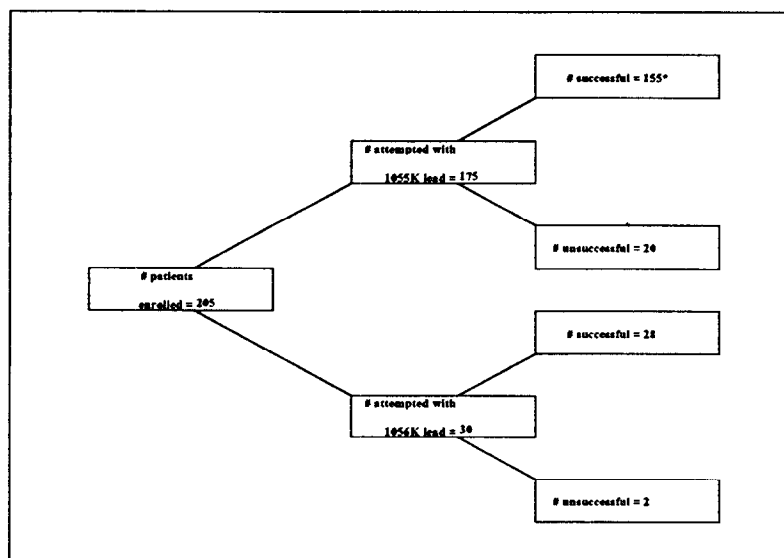 # successful = 155*
# attempted with
1055K lead = 175
# unsuccessful = 20
# patients
enrolled = 205
# successful = 28
# attempted with
1056K lead = 30
# unsuccessful = 2